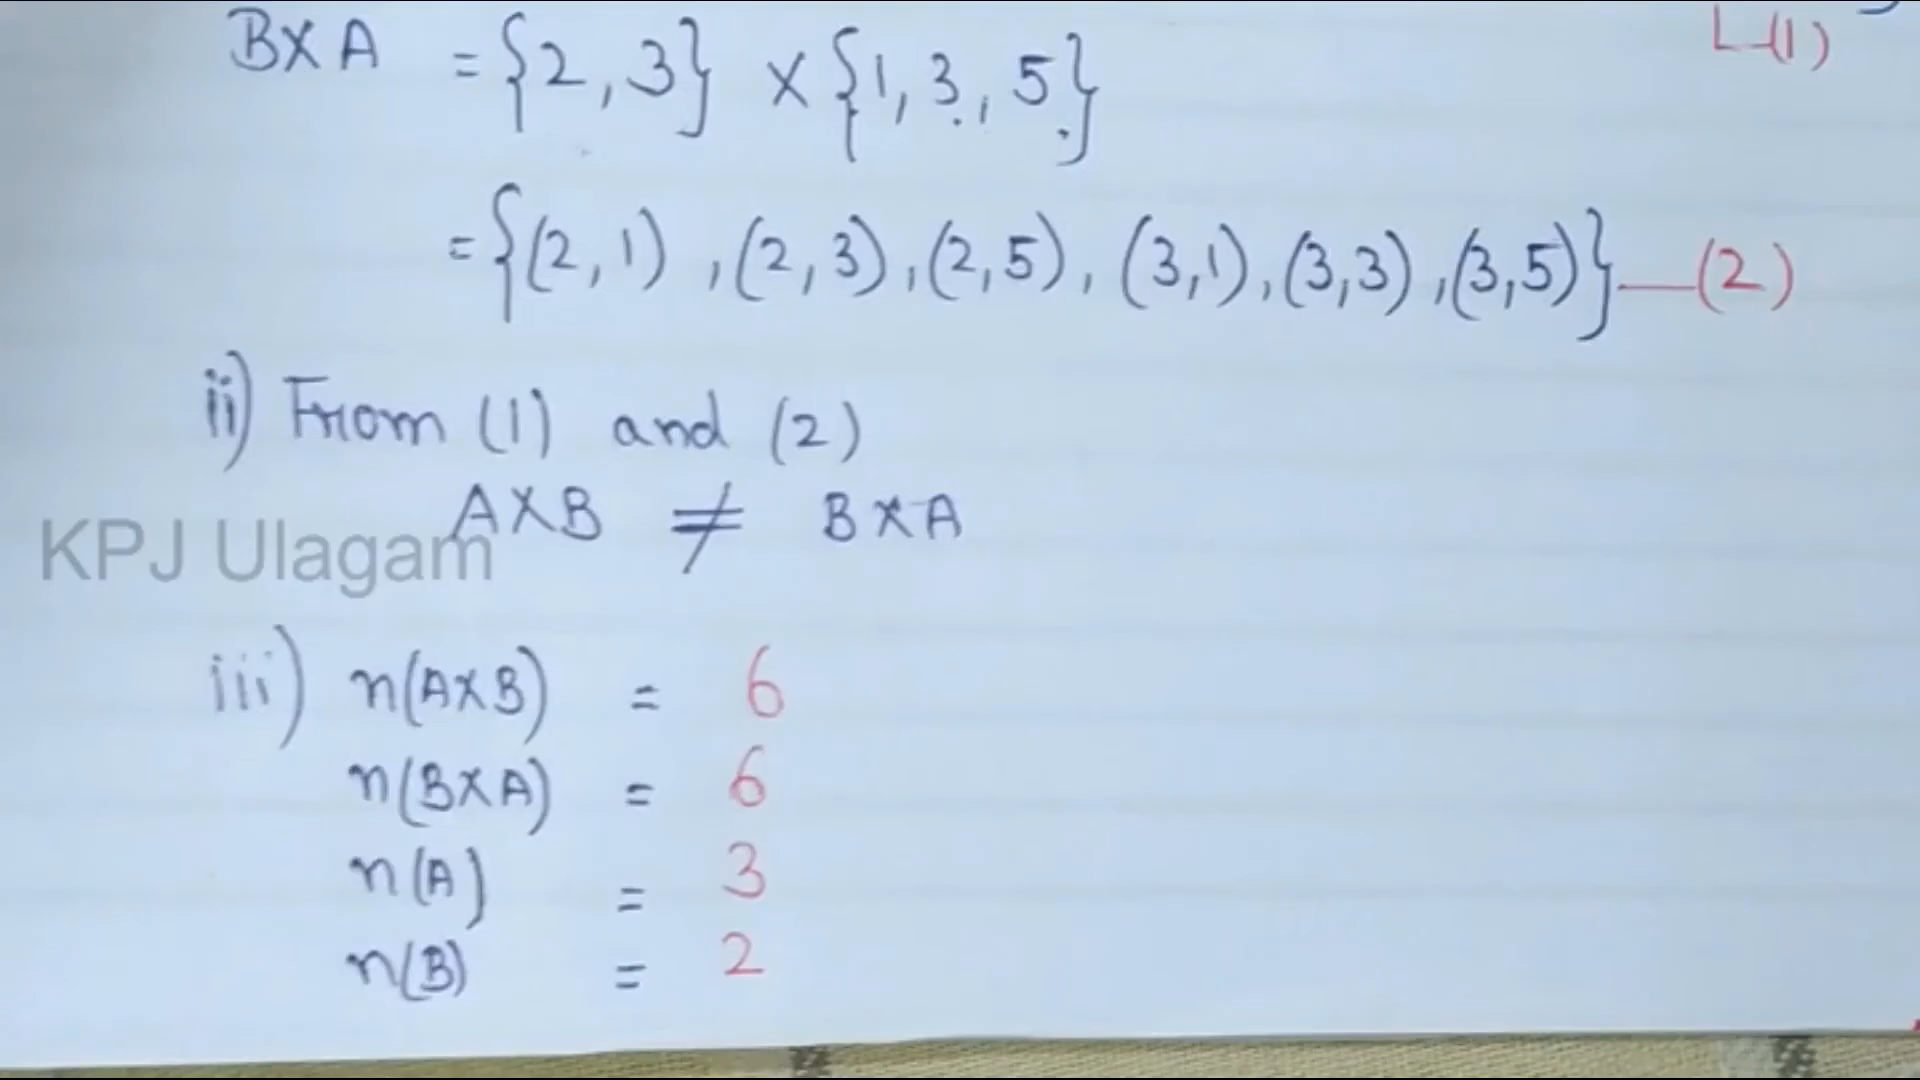 B×A = {2, 3} × {1, 3, 5}
(1)
= {(2, 1), (2, 3), (2, 5), (3, 1), (3, 3), (3, 5)} — (2)
ii) From (1) and (2)
A×B ≠ B×A
KPJ Ulagam
iii) n(A×B) = 6
n(B×A) = 6
n(A) = 3
n(B) = 2